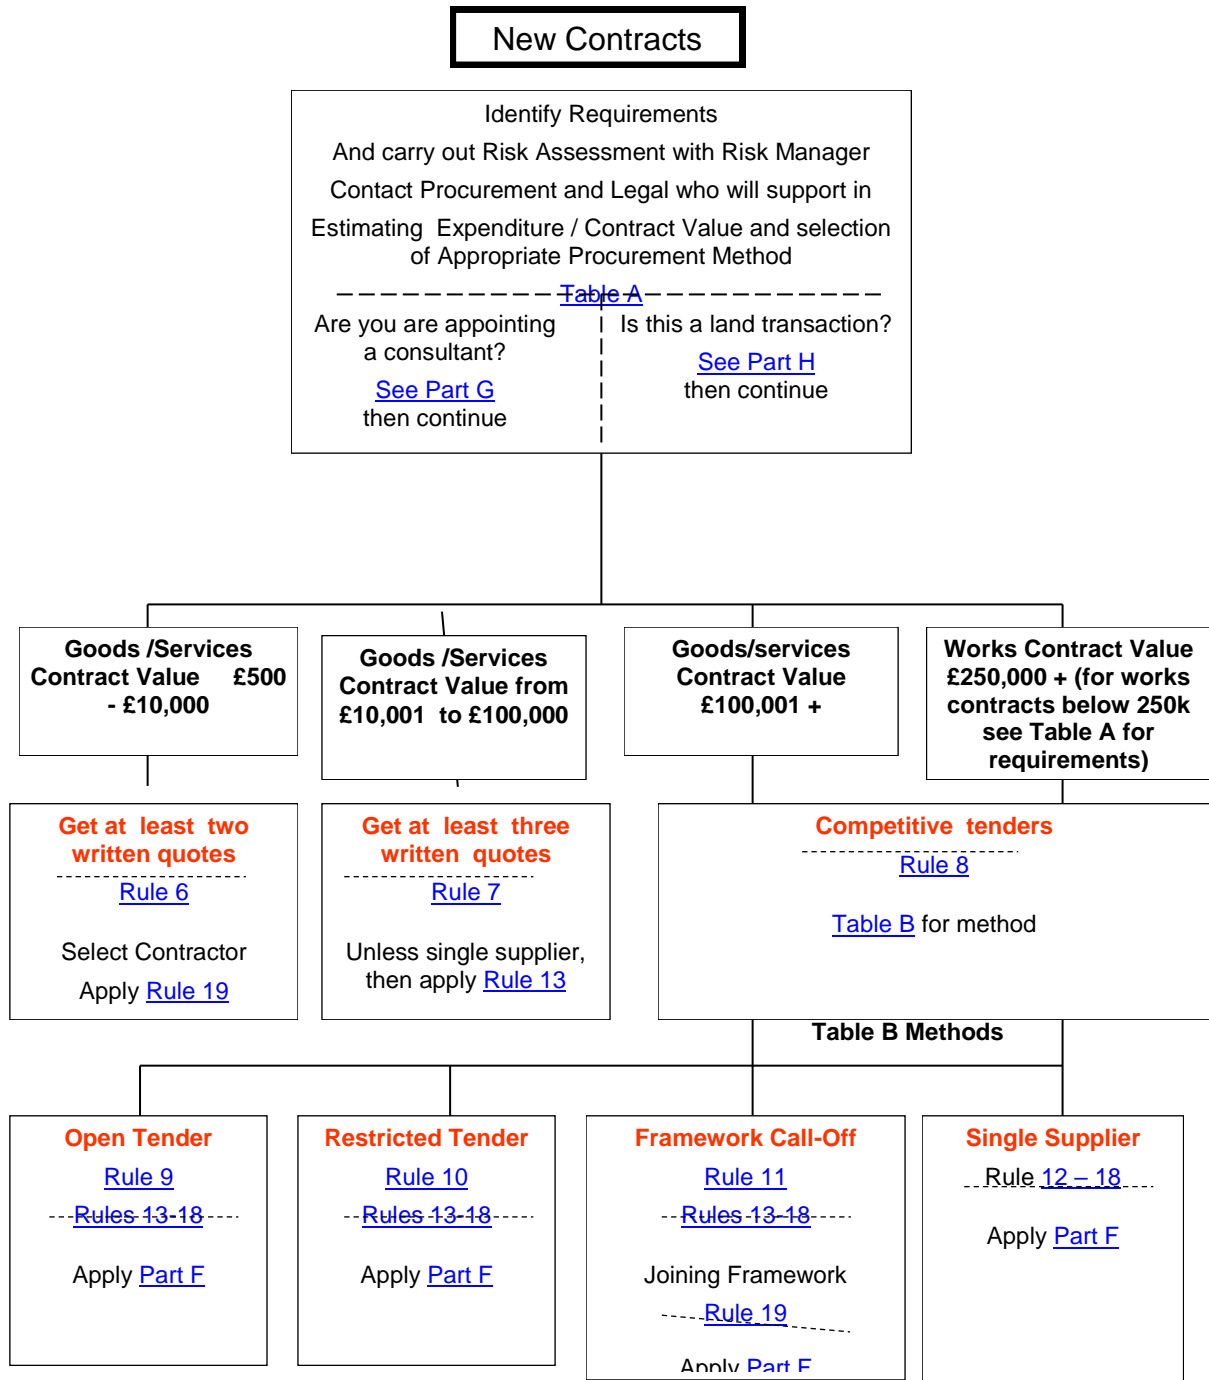 New Contracts
Identify Requirements
And carry out Risk Assessment with Risk Manager
Contact Procurement and Legal who will support in
Estimating Expenditure / Contract Value and selection
of Appropriate Procurement Method
Table A
Are you are appointing
a consultant?
See Part G
then continue
Is this a land transaction?
See Part H
then continue
Goods /Services
Contract Value £500
- £10,000
Goods /Services
Contract Value from
£10,001 to £100,000
Goods/services
Contract Value
£100,001 +
Works Contract Value
£250,000 + (for works
contracts below 250k
see Table A for
requirements)
Get at least two
written quotes
Rule 6
Select Contractor
Apply Rule 19
Get at least three
written quotes
Rule 7
Unless single supplier,
then apply Rule 13
Competitive tenders
Rule 8
Table B for method
Table B Methods
Open Tender
Rule 9
Rules 13-18
Apply Part F
Restricted Tender
Rule 10
Rules 13-18
Apply Part F
Framework Call-Off
Rule 11
Rules 13-18
Joining Framework
Rule 19
Apply Part F
Single Supplier
Rule 12 – 18
Apply Part F